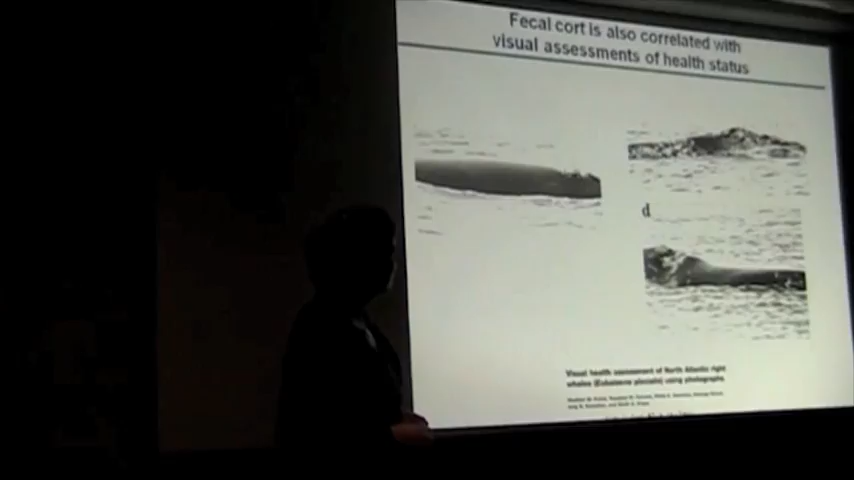 Fecal cort is also correlated with
visual assessments of health status
d
Visual health assessment of North Atlantic right
whales (Eubalaena glacialis) using photographs